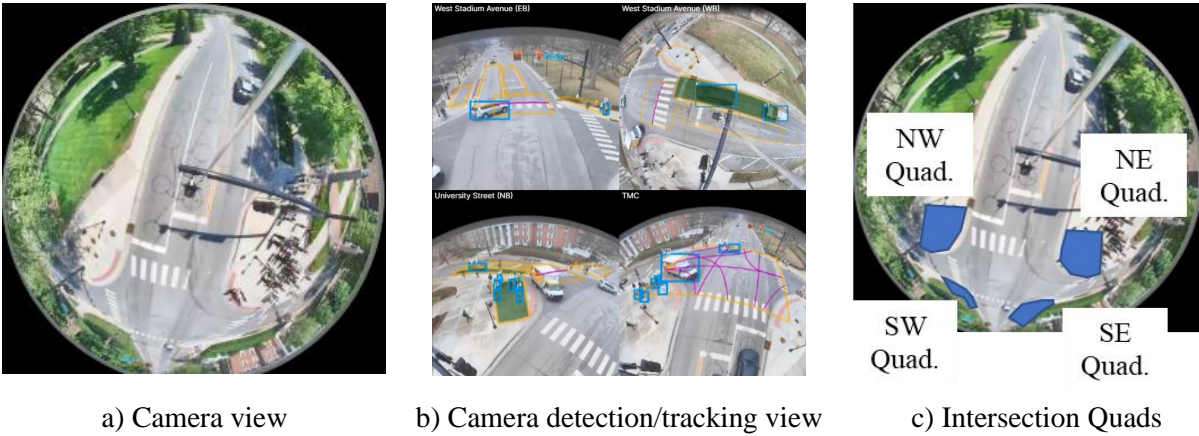 West Stadium Avenue (EB)
West Stadium Avenue (WB)
University Street (NB)
TMC
NW
Quad.
NE
Quad.
SW
Quad.
SE
Quad.
a) Camera view
b) Camera detection/tracking view
c) Intersection Quads